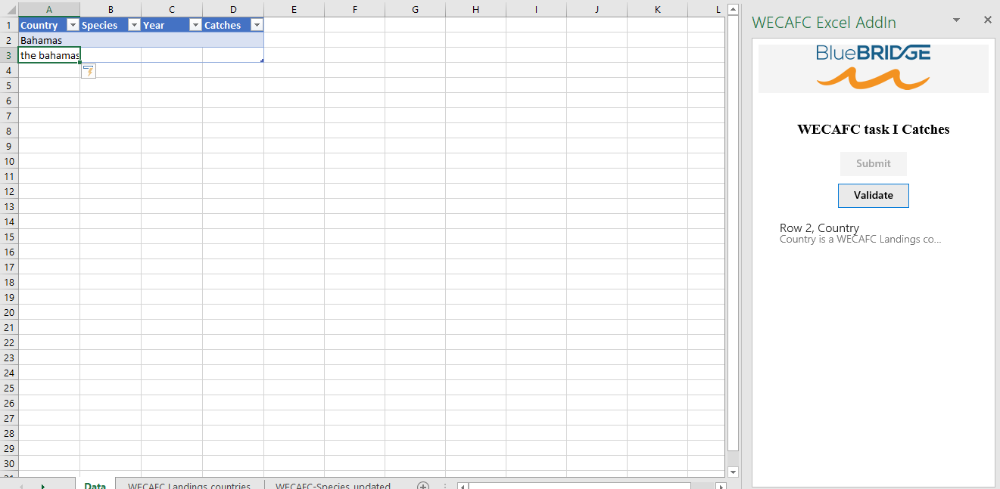 A B C D E F G H I J K L
1 Country Species Year Catches
2 Bahamas
3 the bahamas
4
5
6
7
8
9
10
11
12
13
14
15
16
17
18
19
20
21
22
23
24
25
26
27
28
29
30
31
Data WECAFC Landings countries WECAFC-Species updated
WECAFC Excel AddIn
BlueBRIDGE
WECAFC task I Catches
Submit
Validate
Row 2, Country
Country is a WECAFC Landings co...